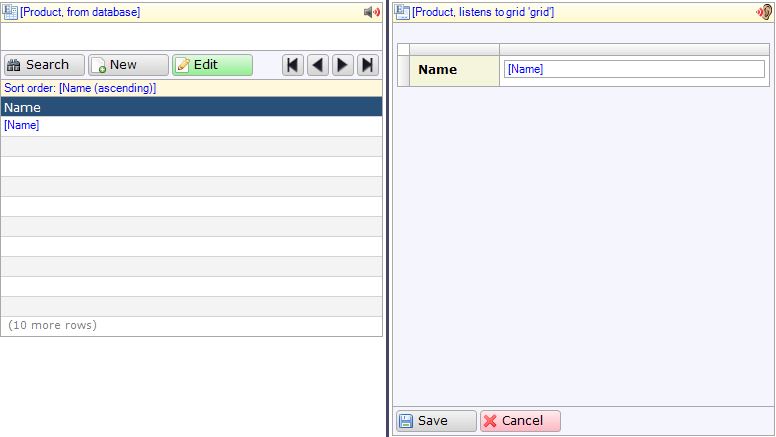 [Product, from database]
Search New Edit
Sort order: [Name (ascending)]
Name
[Name]
(10 more rows)
[Product, listens to grid 'grid']
Name [Name]
Save Cancel